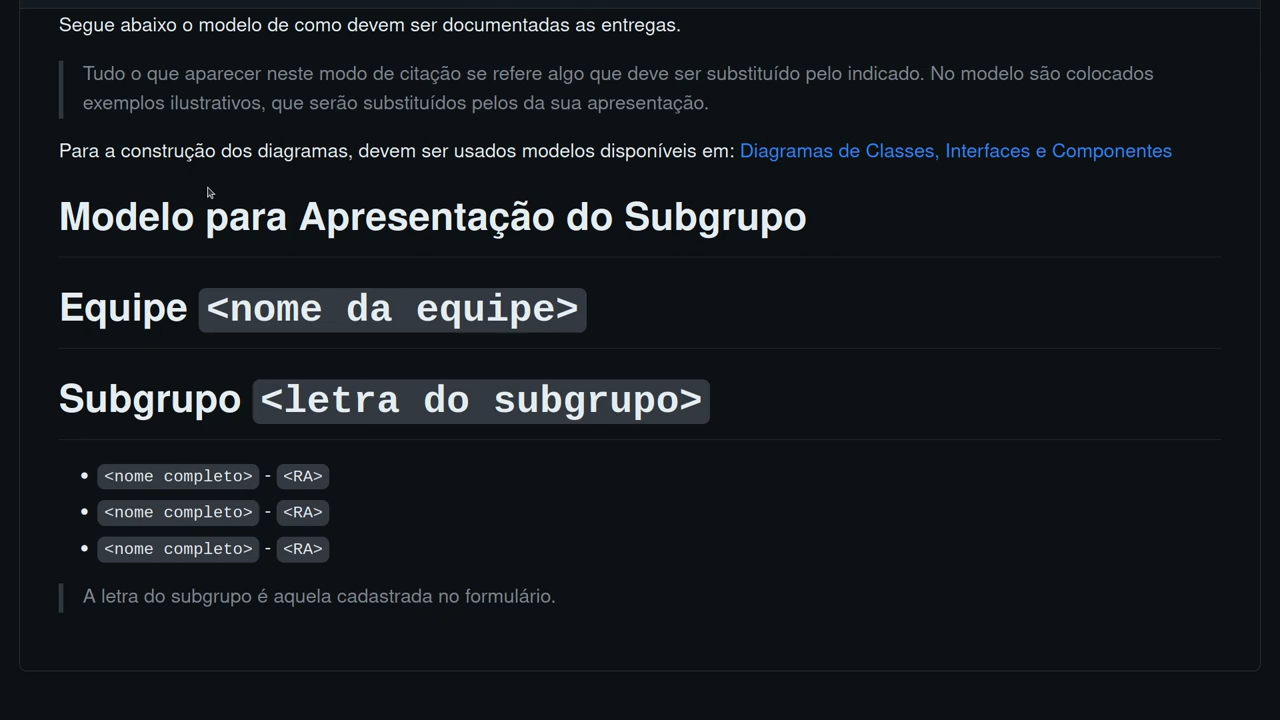 Segue abaixo o modelo de como devem ser documentadas as entregas.
Tudo o que aparecer neste modo de citação se refere algo que deve ser substituído pelo indicado. No modelo são colocados
exemplos ilustrativos, que serão substituídos pelos da sua apresentação.
Para a construção dos diagramas, devem ser usados modelos disponíveis em: Diagramas de Classes, Interfaces e Componentes
Modelo para Apresentação do Subgrupo
Equipe <nome da equipe>
Subgrupo <letra do subgrupo>
• <nome completo> - <RA>
• <nome completo> - <RA>
• <nome completo> - <RA>
A letra do subgrupo é aquela cadastrada no formulário.